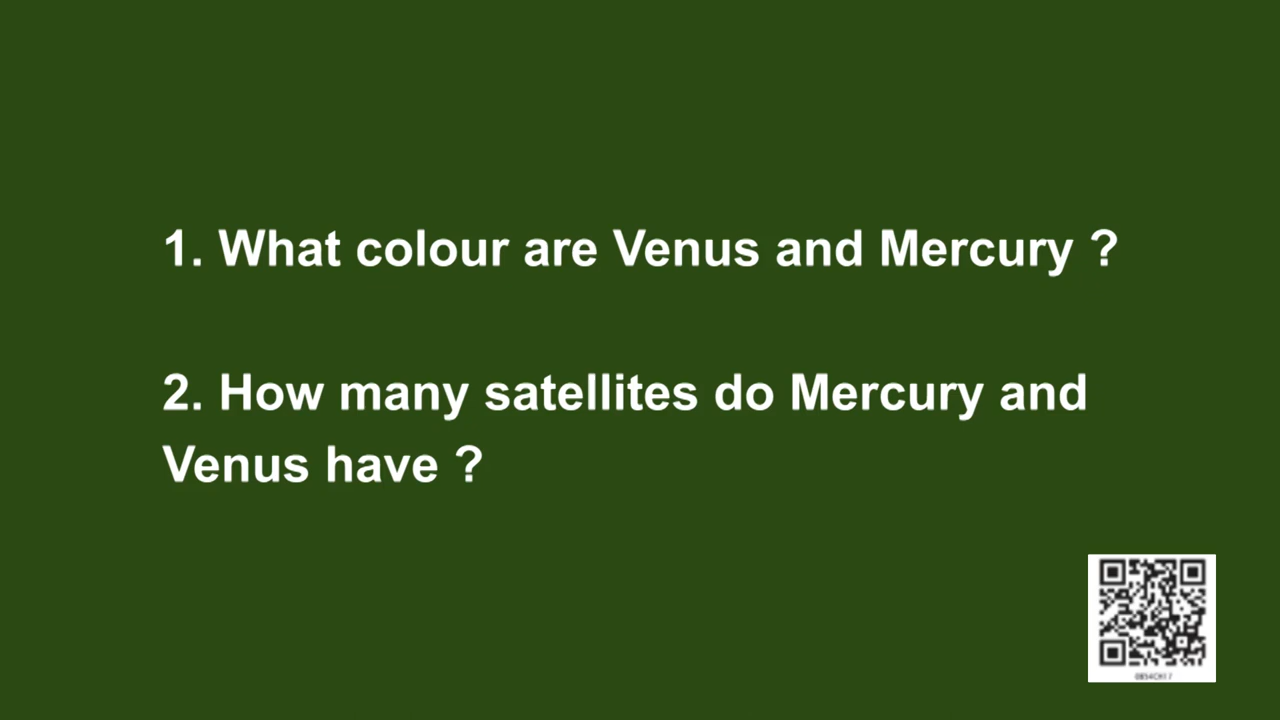 1. What colour are Venus and Mercury ?
2. How many satellites do Mercury and
Venus have ?